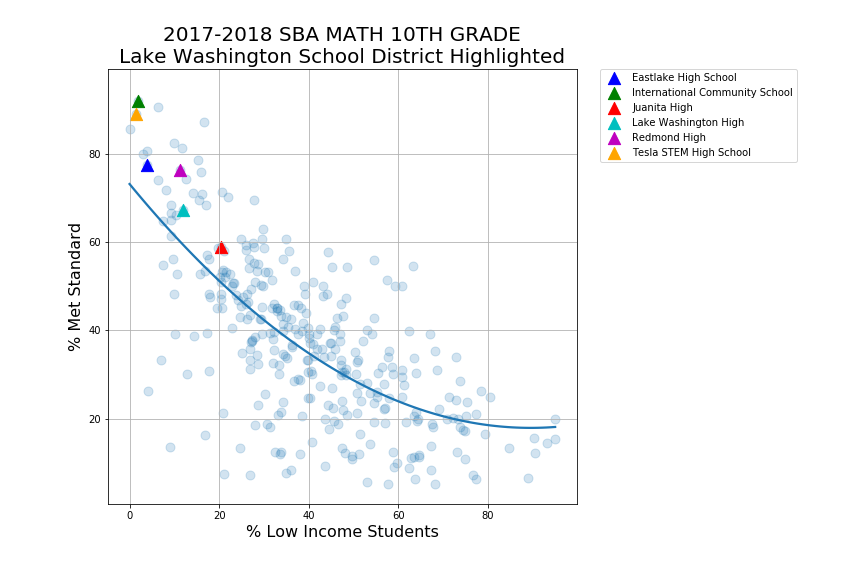 2017-2018 SBA MATH 10TH GRADE
Lake Washington School District Highlighted
Eastlake High School
International Community School
Juanita High
Lake Washington High
Redmond High
Tesla STEM High School
% Met Standard
80
60
40
20
0 20 40 60 80
% Low Income Students